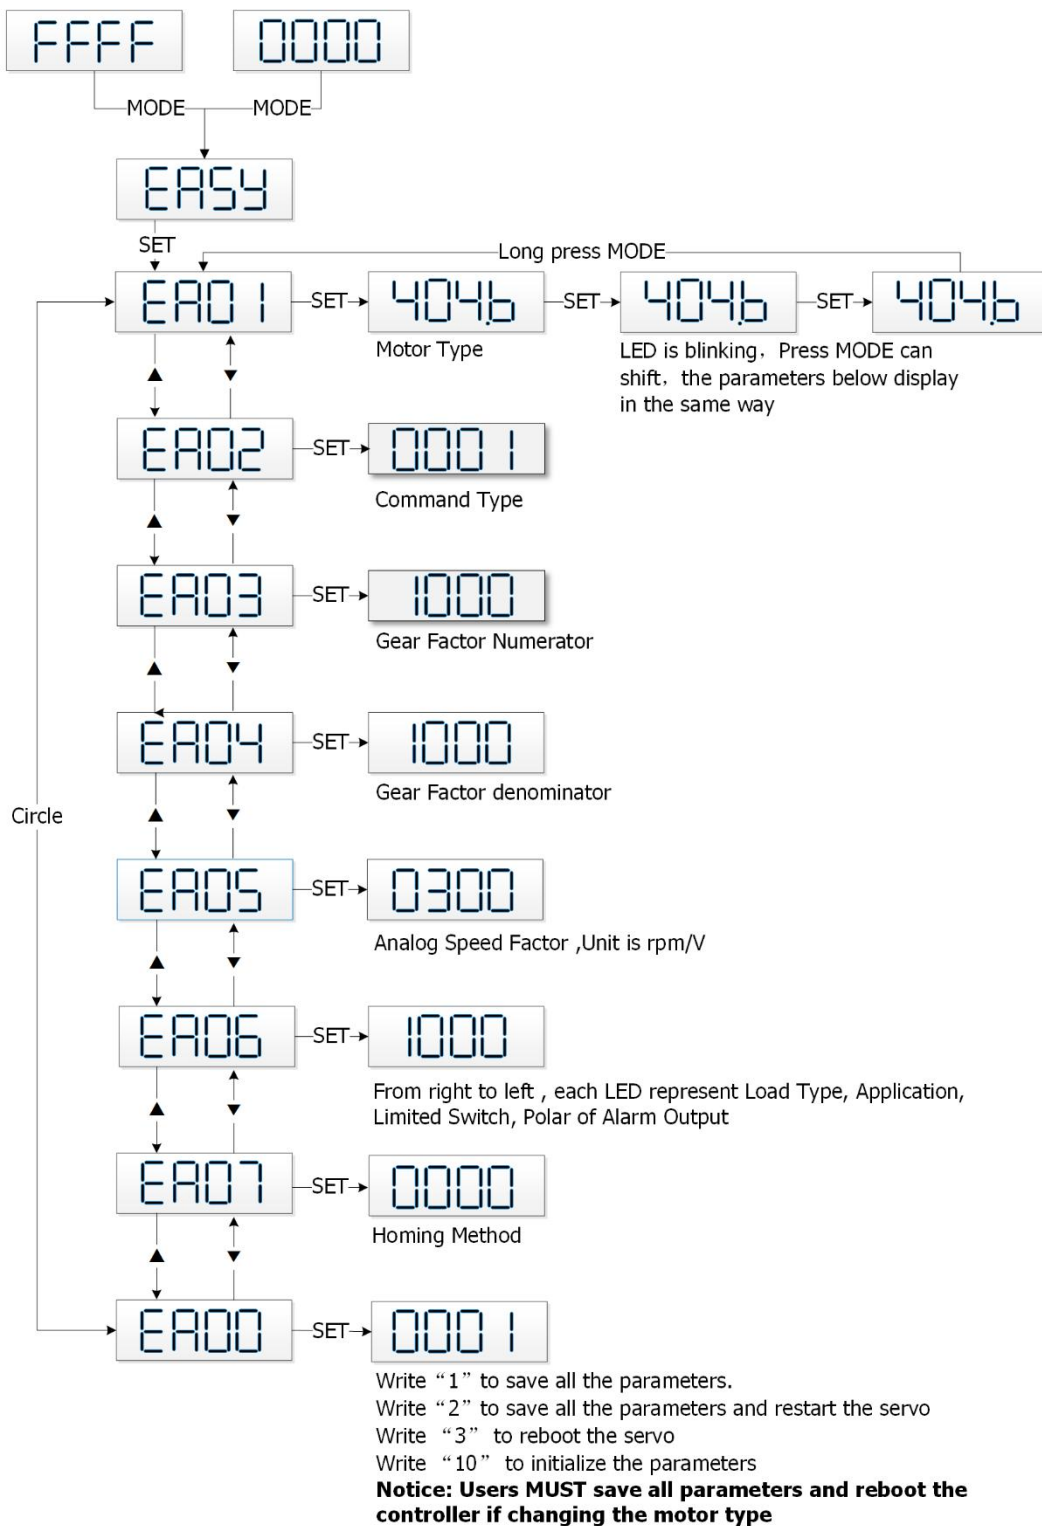 FFFF 0000
MODE MODE
EASY
SET
Long press MODE
EA01 SET 404.b SET 404.b SET 404.b
Motor Type
LED is blinking, Press MODE can
shift, the parameters below display
in the same way
EA02 SET 0001
Command Type
EA03 SET 1000
Gear Factor Numerator
EA04 SET 1000
Gear Factor denominator
Circle
EA05 SET 0300
Analog Speed Factor ,Unit is rpm/V
EA06 SET 1000
From right to left , each LED represent Load Type, Application,
Limited Switch, Polar of Alarm Output
EA07 SET 0000
Homing Method
EA00 SET 0001
Write “1” to save all the parameters.
Write “2” to save all the parameters and restart the servo
Write “3” to reboot the servo
Write “10” to initialize the parameters
Notice: Users MUST save all parameters and reboot the
controller if changing the motor type